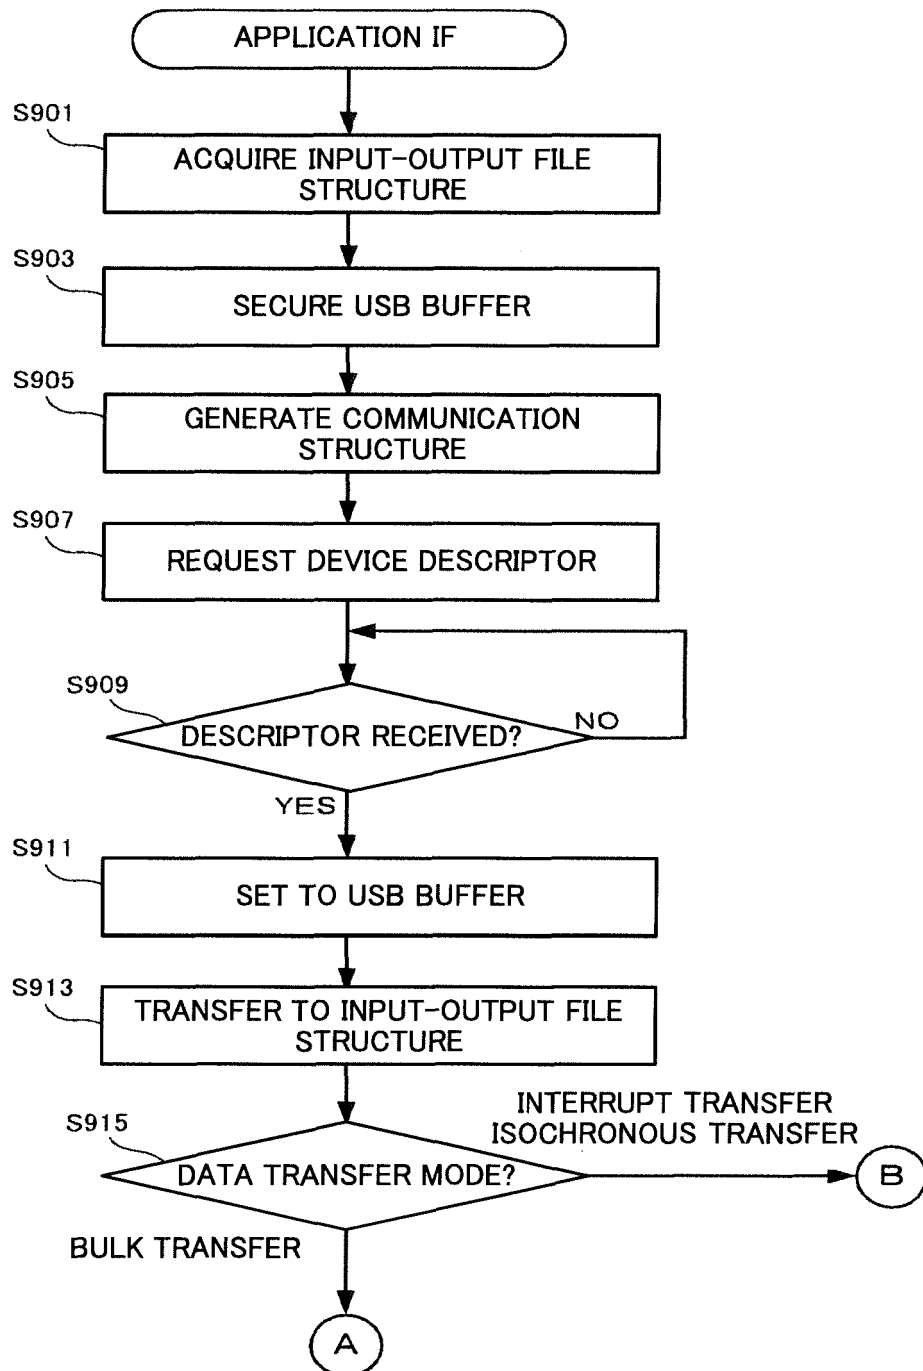 APPLICATION IF
S901
ACQUIRE INPUT-OUTPUT FILE
STRUCTURE
S903
SECURE USB BUFFER
S905
GENERATE COMMUNICATION
STRUCTURE
S907
REQUEST DEVICE DESCRIPTOR
S909
DESCRIPTOR RECEIVED?
NO
YES
S911
SET TO USB BUFFER
S913
TRANSFER TO INPUT-OUTPUT FILE
STRUCTURE
S915
INTERRUPT TRANSFER
ISOCHRONOUS TRANSFER
DATA TRANSFER MODE?
B
BULK TRANSFER
A